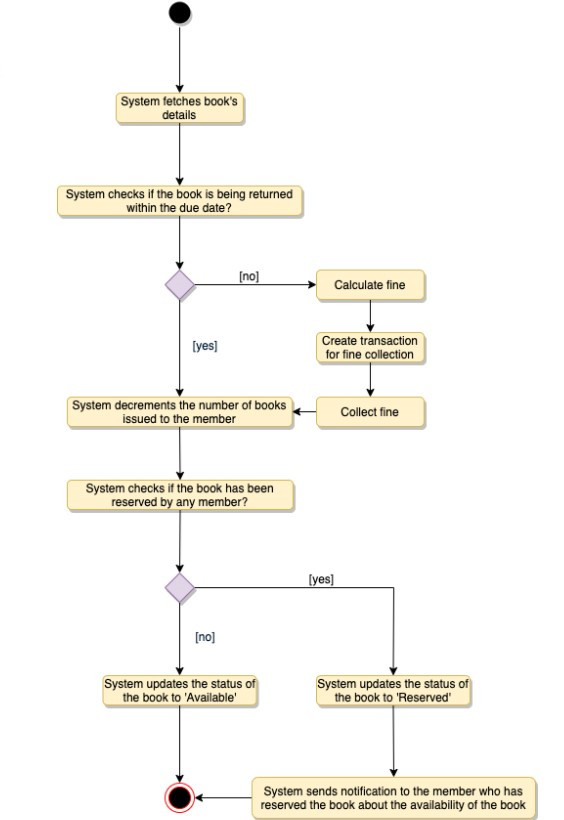 System fetches book's
details
System checks if the book is being returned
within the due date?
[no]
Calculate fine
[yes]
Create transaction
for fine collection
System decrements the number of books
issued to the member
Collect fine
System checks if the book has been
reserved by any member?
[yes]
[no]
System updates the status of
the book to 'Available'
System updates the status of
the book to 'Reserved'
System sends notification to the member who has
reserved the book about the availability of the book